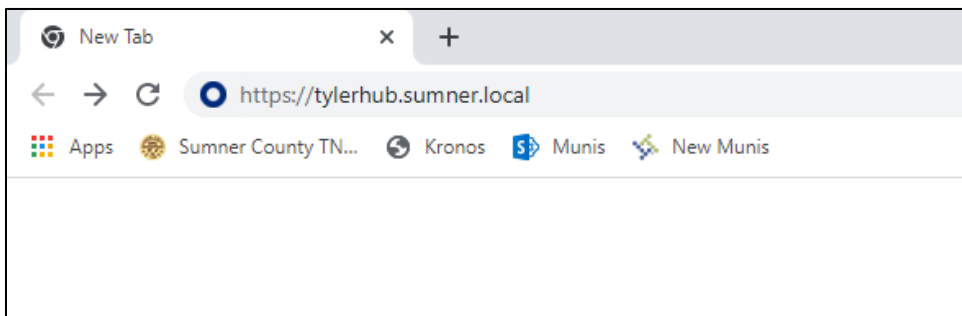 New Tab
https://tylerhub.sumner.local
Apps Sumner County TN... Kronos Munis New Munis